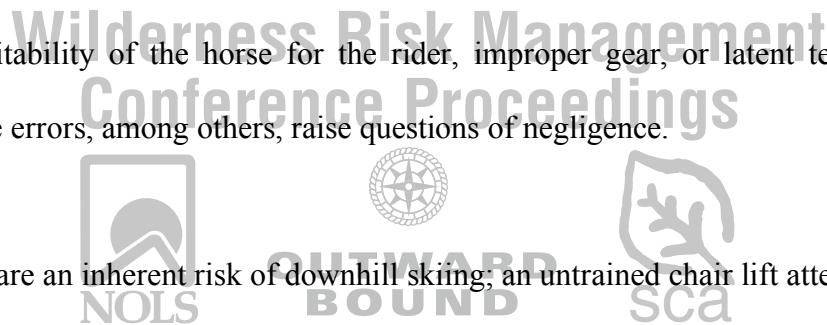 Wilderness Risk Management
itability of the horse for the rider, improper gear, or latent te
Conference Proceedings
e errors, among others, raise questions of negligence.
are an inherent risk of downhill skiing; an untrained chair lift atte
OUTWARD
NOLS BOUND sca